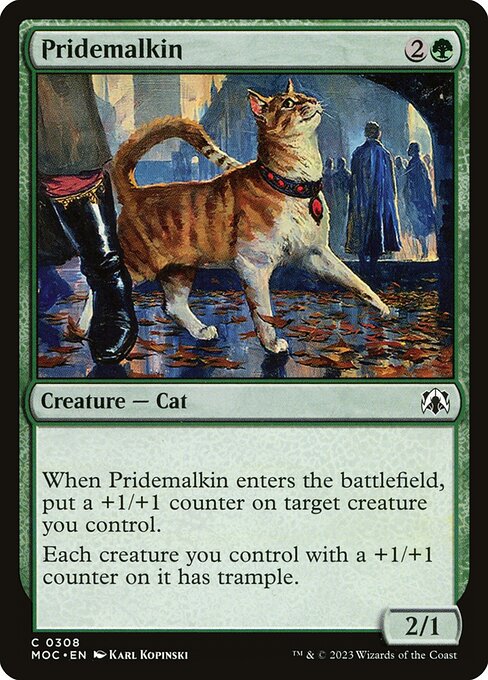 Pridemalkin 2
Creature — Cat
When Pridemalkin enters the battlefield,
put a +1/+1 counter on target creature
you control.
Each creature you control with a +1/+1
counter on it has trample.
2/1
C 0308
MOC • EN Karl Kopinski ™ & © 2023 Wizards of the Coast